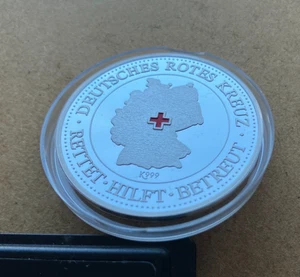 · DEUTSCHES ROTES KREUZ ·
RETTET · HILFT · BETREUT